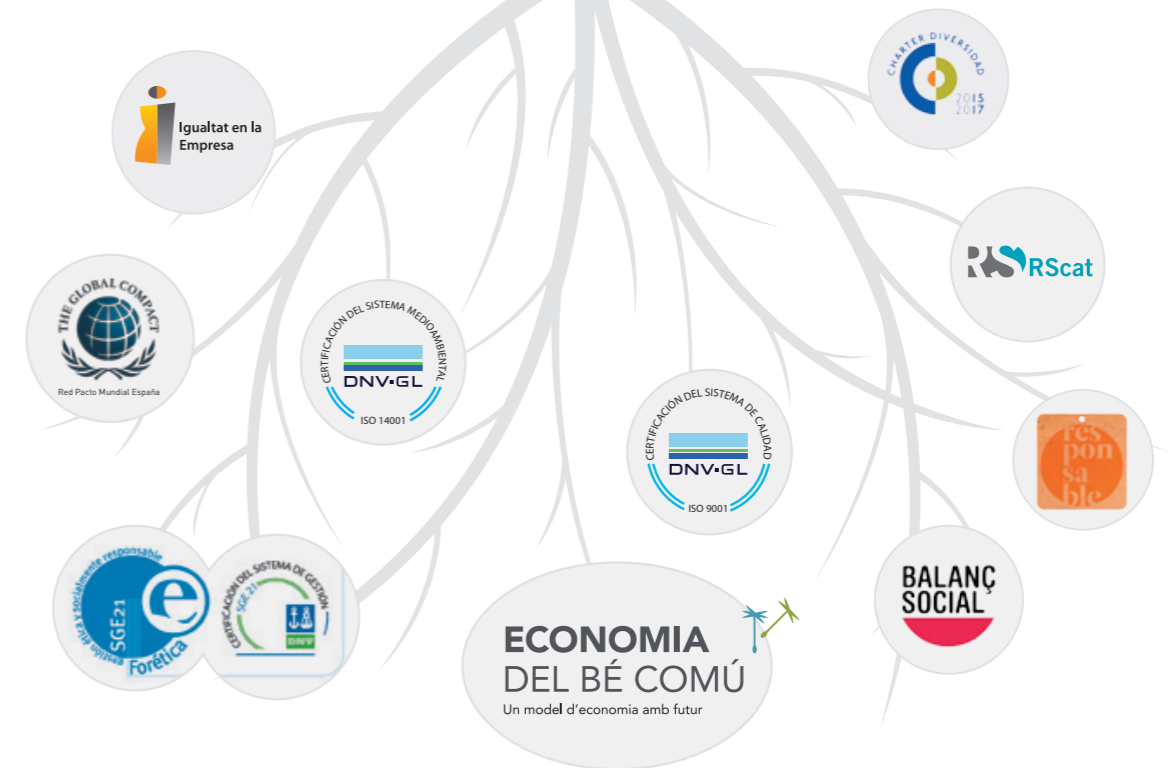 CHARTER DIVERSIDAD
2015
2017
Igualtat en la
Empresa
RS RScat
THE GLOBAL COMPACT
Red Pacto Mundial España
CERTIFICACIÓN DEL SISTEMA MEDIOAMBIENTAL
DNV·GL
ISO 14001
CERTIFICACIÓN DEL SISTEMA DE CALIDAD
DNV·GL
ISO 9001
res
pon
sa
ble
gestión ética y socialmente responsable
SGE21
e
Forética
CERTIFICACIÓN DEL SISTEMA DE GESTIÓN
SGE 21
DNV
BALANÇ
SOCIAL
ECONOMIA
DEL BÉ COMÚ
Un model d'economia amb futur